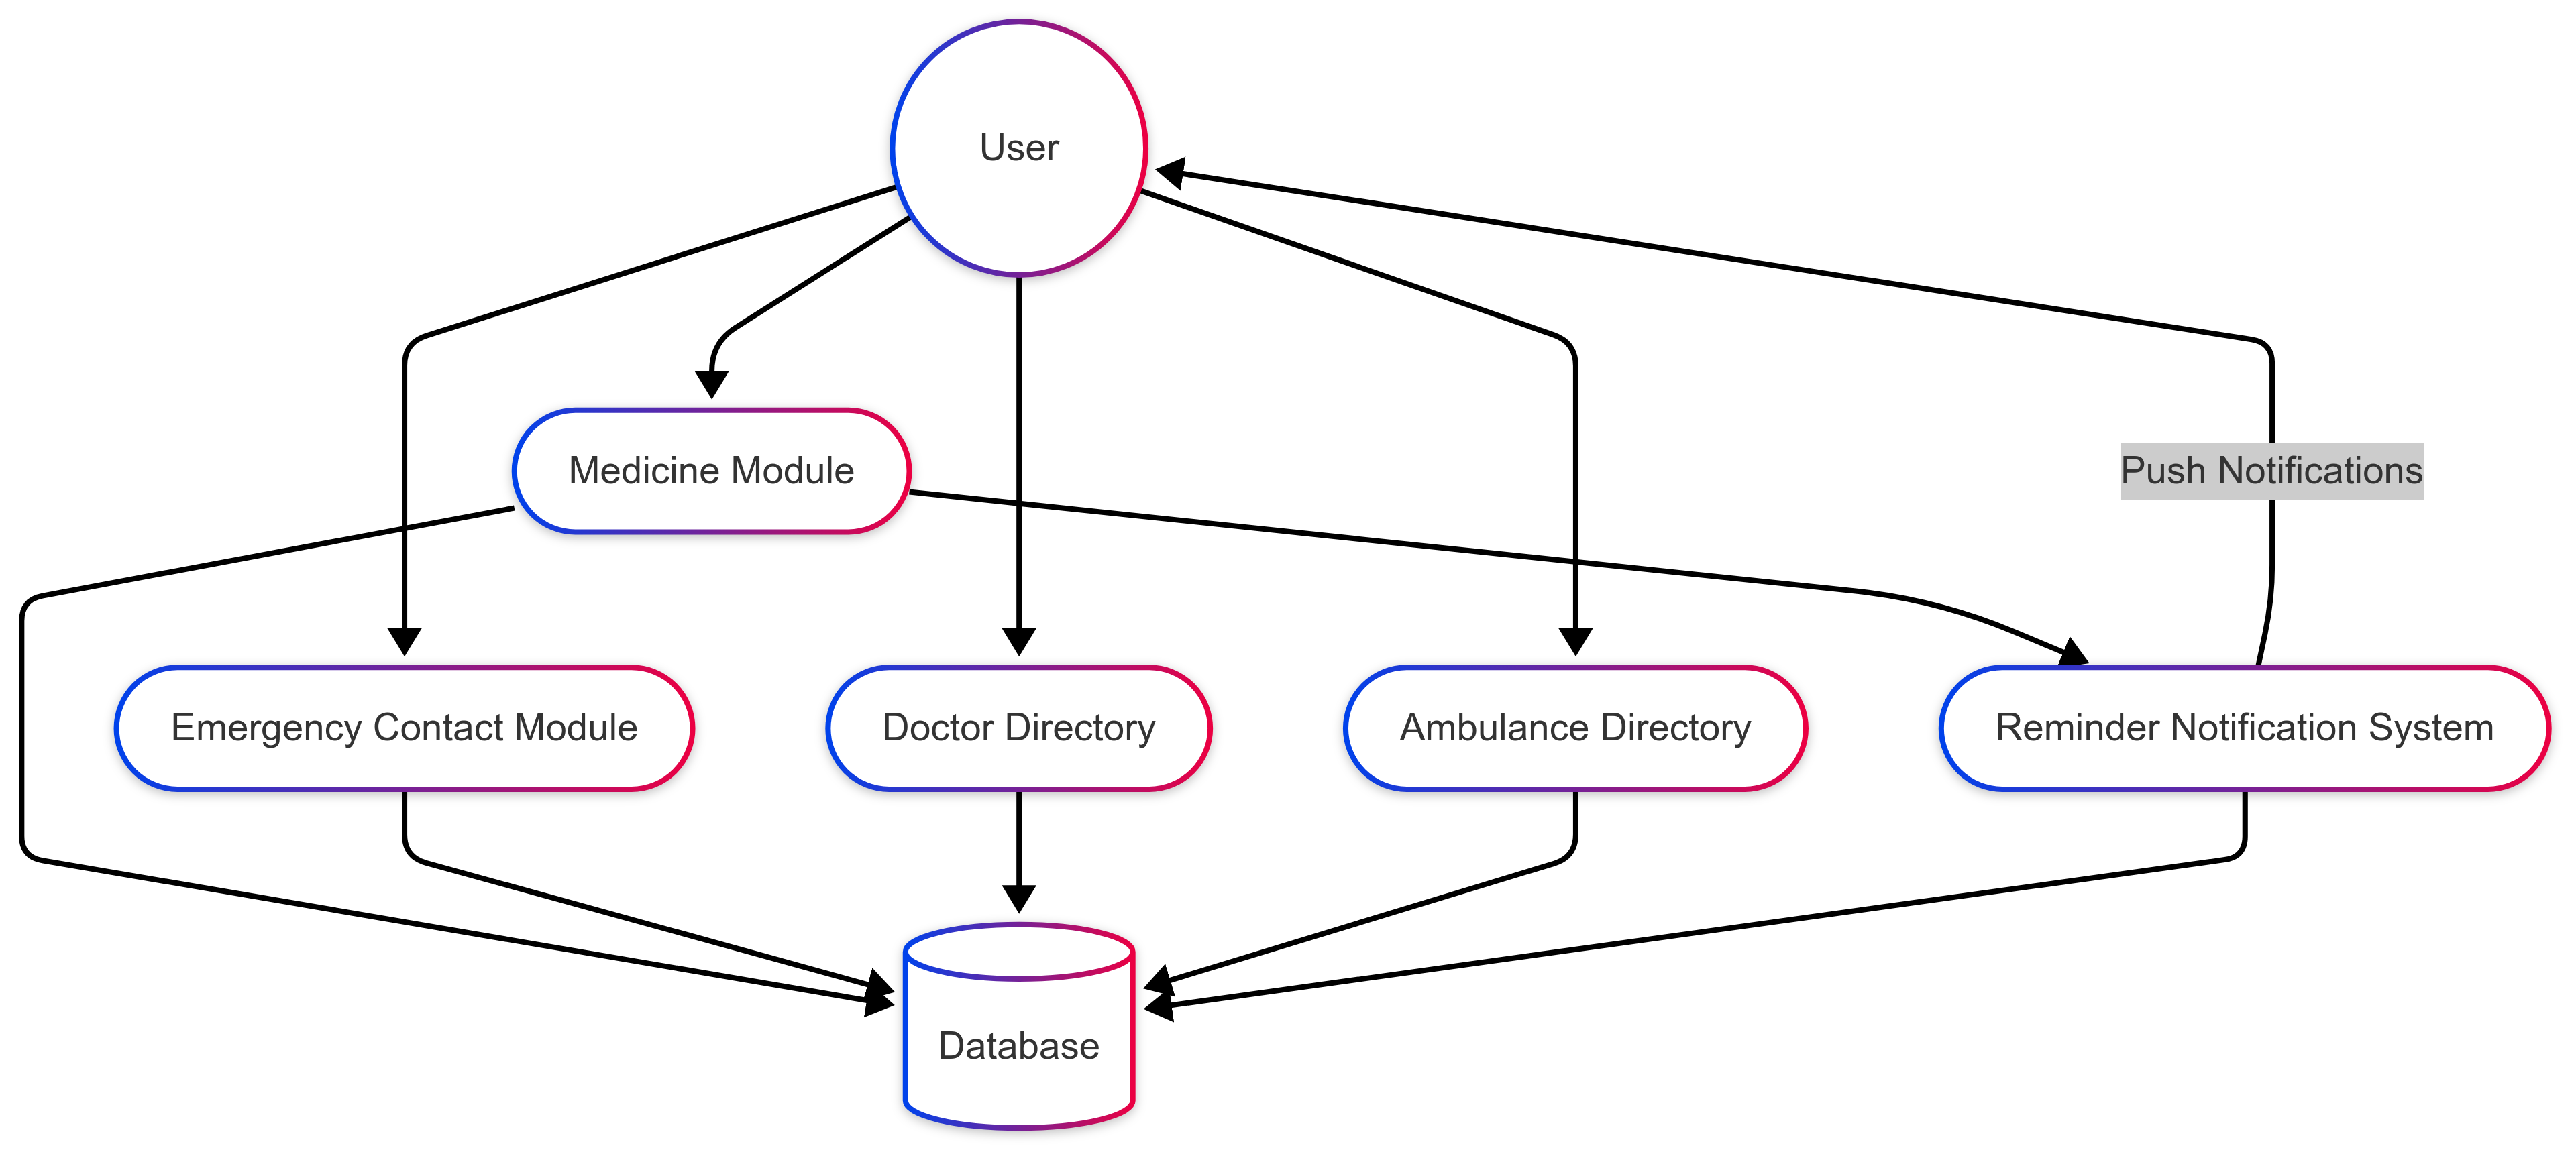 User
Medicine Module
Push Notifications
Emergency Contact Module
Doctor Directory
Ambulance Directory
Reminder Notification System
Database